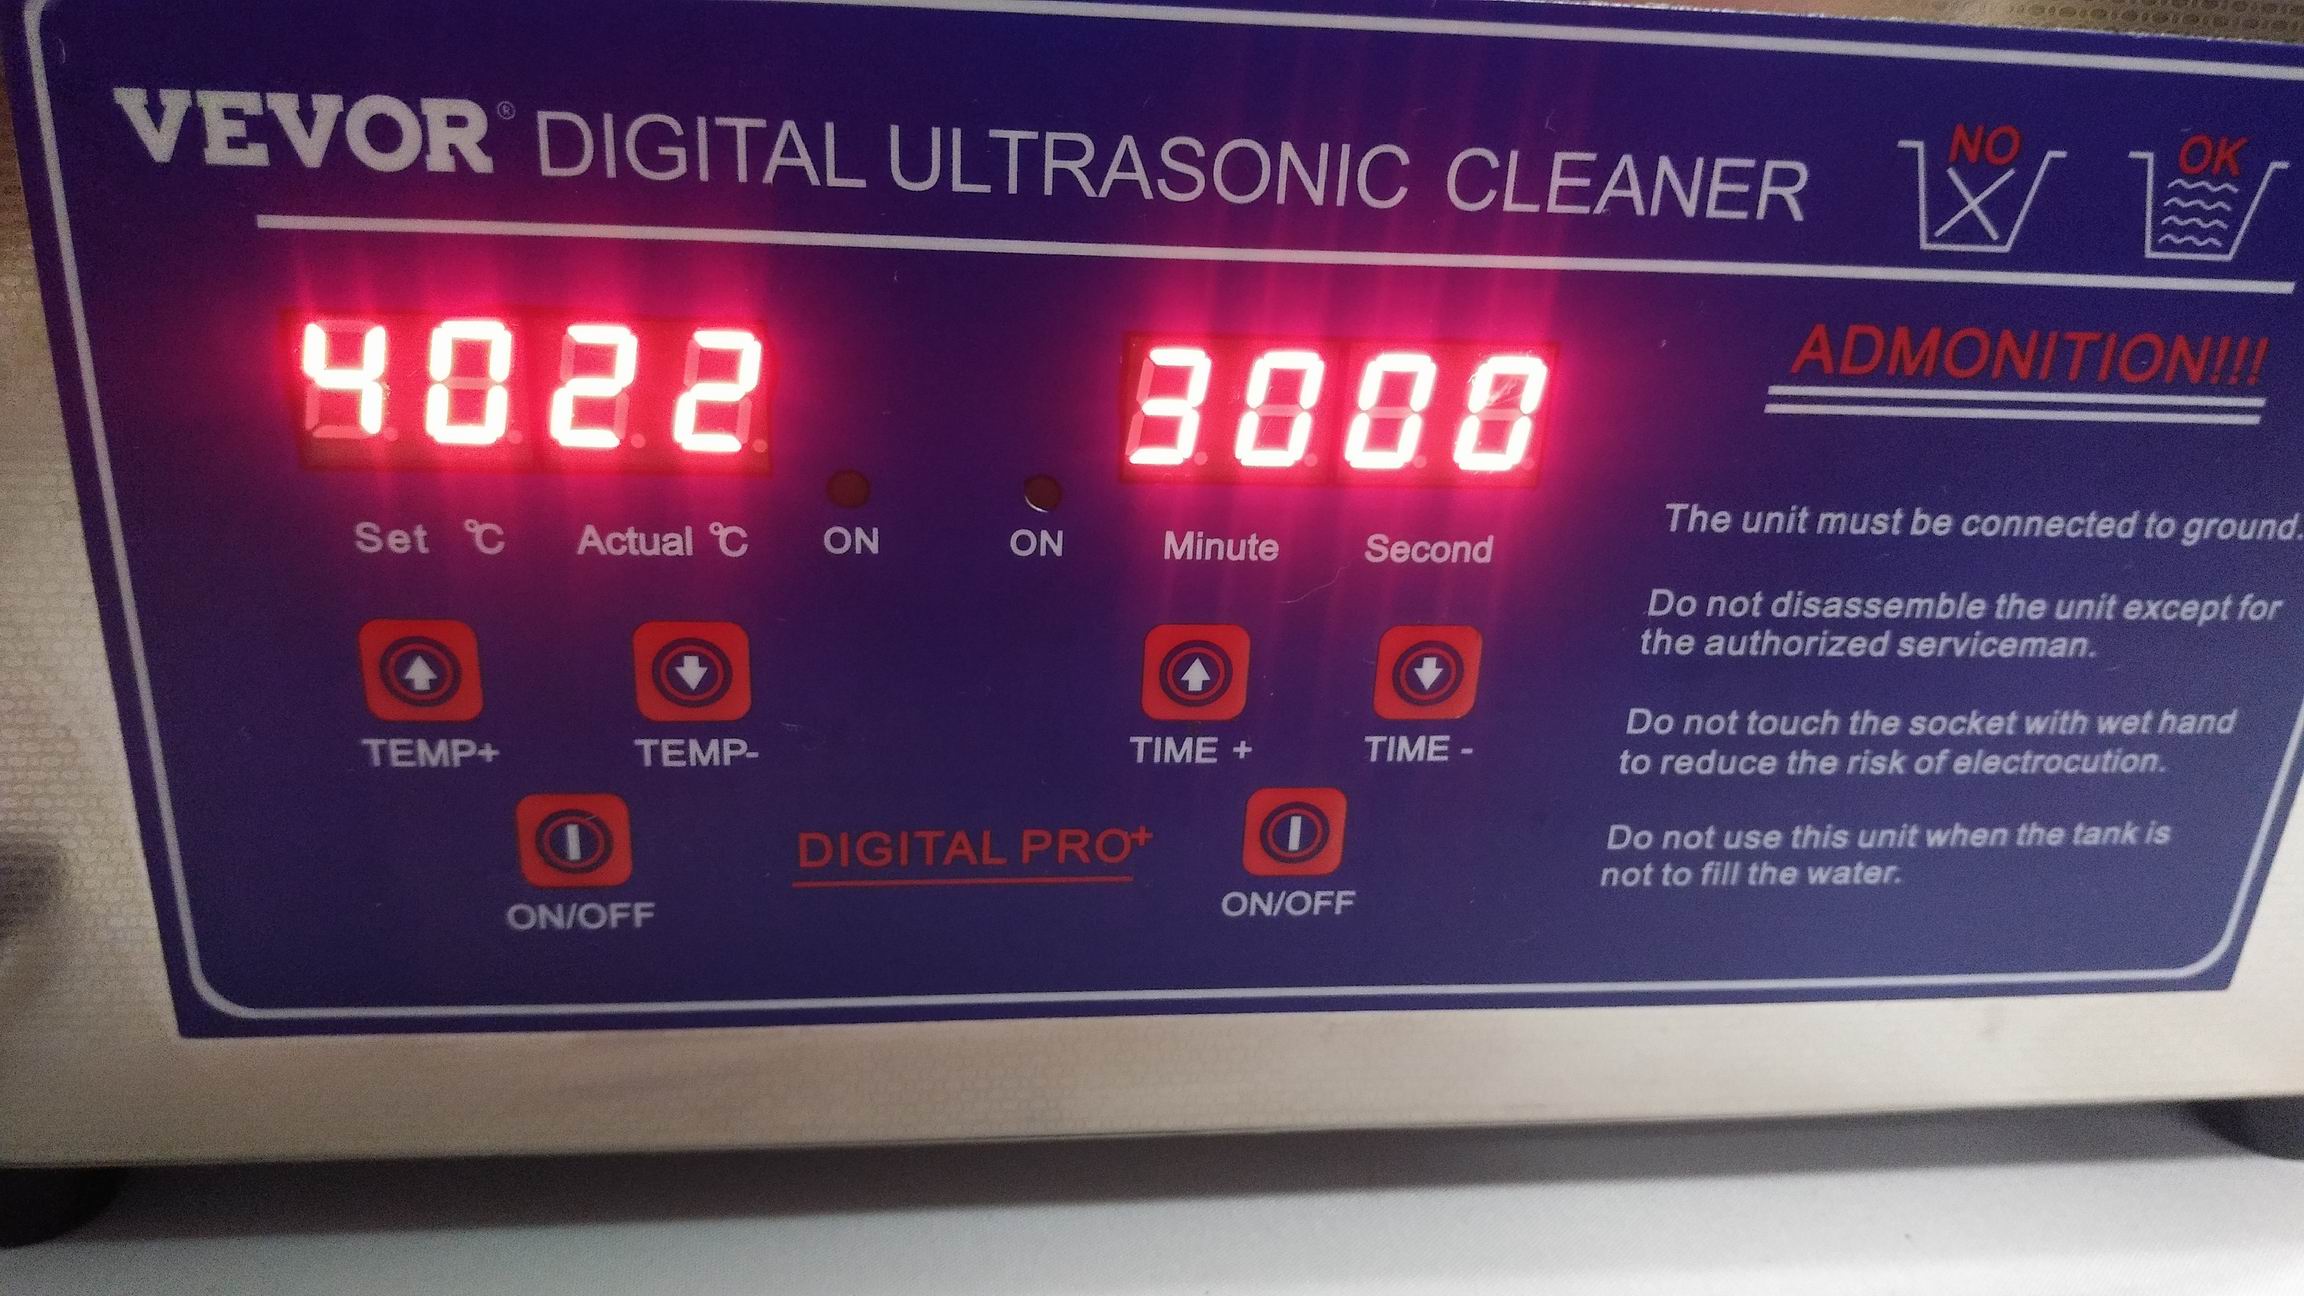 VEVOR® DIGITAL ULTRASONIC CLEANER
NO
OK
4022
3000
Set ℃
Actual ℃
ON
ON
Minute
Second
TEMP+
TEMP-
TIME +
TIME -
ON/OFF
DIGITAL PRO+
ON/OFF
ADMONITION!!!
The unit must be connected to ground.
Do not disassemble the unit except for
the authorized serviceman.
Do not touch the socket with wet hand
to reduce the risk of electrocution.
Do not use this unit when the tank is
not to fill the water.